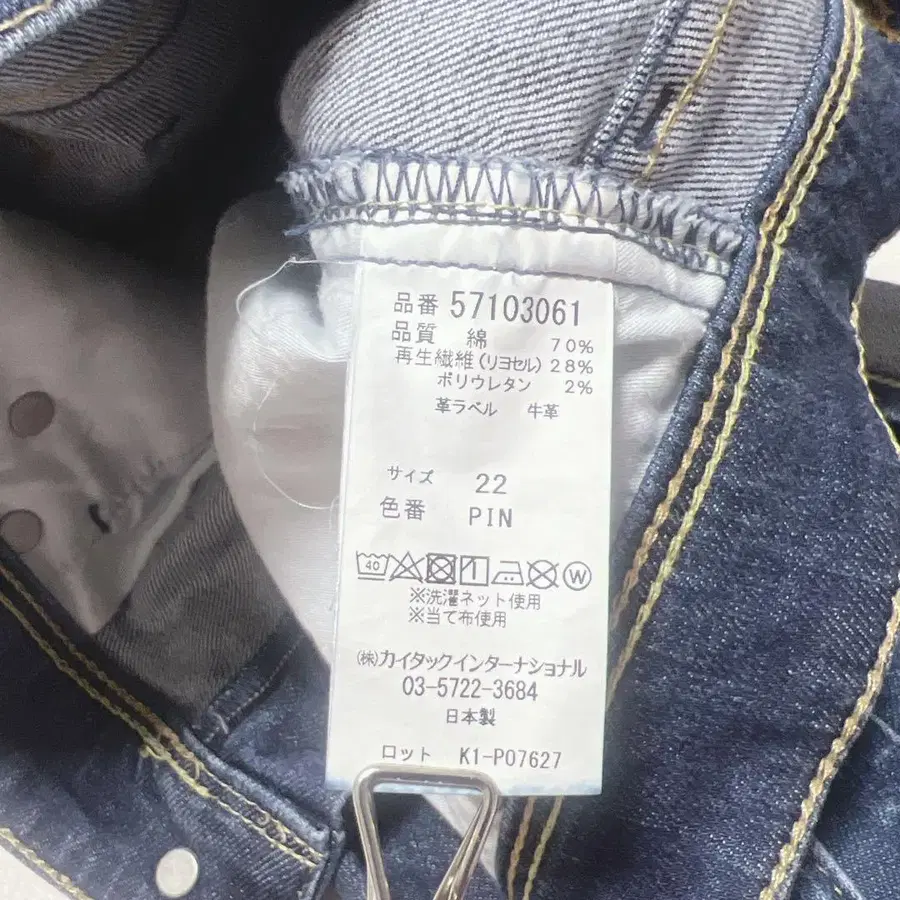 品番 57103061
品質 綿 70%
再生繊維(リヨセル) 28%
ポリウレタン 2%
革ラベル 牛革
サイズ 22
色番 PIN
40 1 W
※洗濯ネット使用
※当て布使用
(株)カイタックインターナショナル
03-5722-3684
日本製
ロット K1-P07627